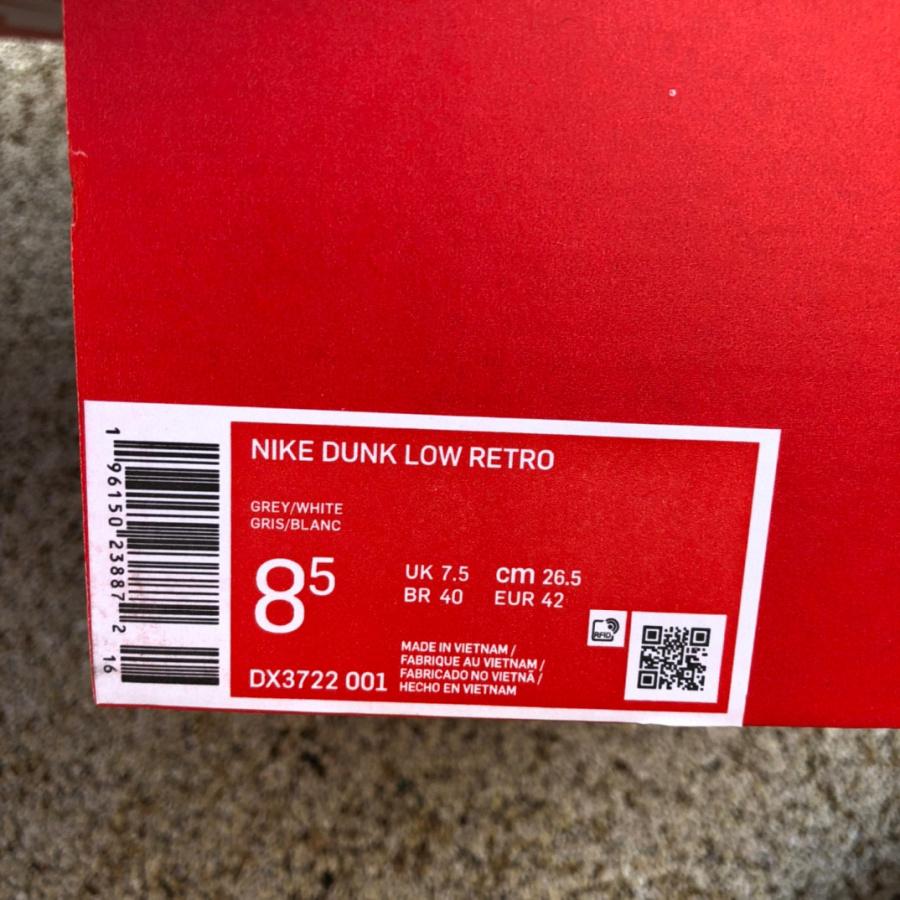 1 96150 23887 2 16
NIKE DUNK LOW RETRO
GREY/WHITE
GRIS/BLANC
8⁵
UK 7.5 cm 26.5
BR 40 EUR 42
RFID
MADE IN VIETNAM /
FABRIQUE AU VIETNAM /
FABRICADO NO VIETNÃ /
HECHO EN VIETNAM
DX3722 001